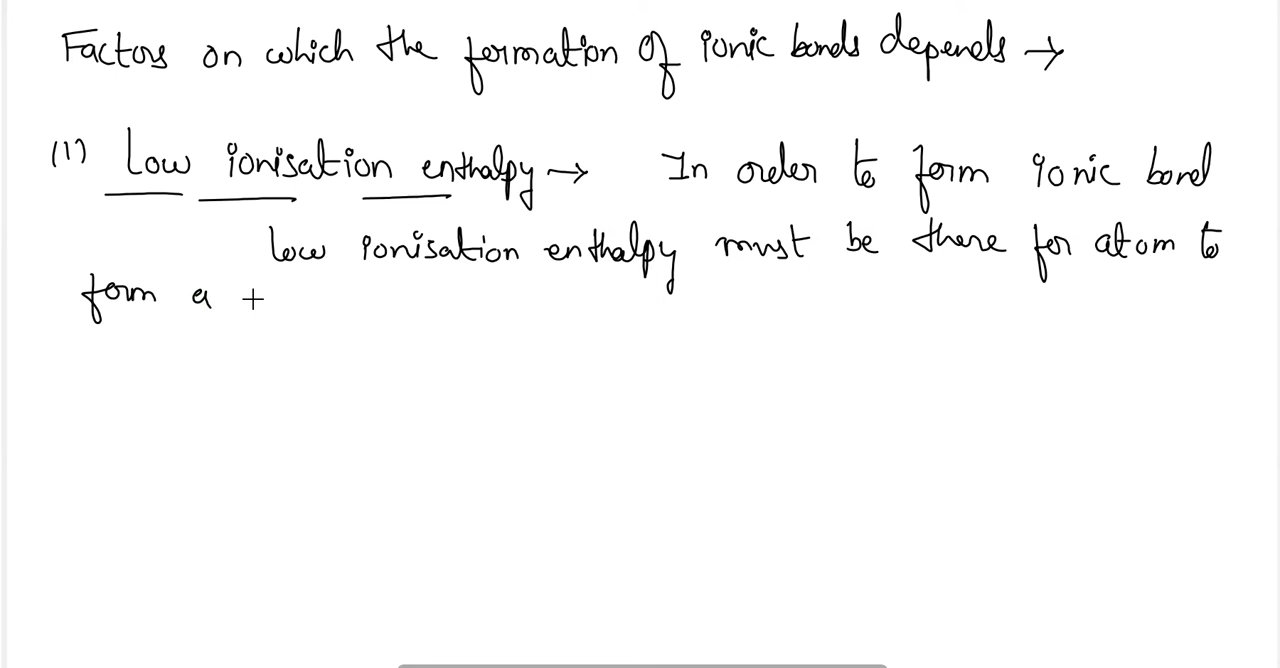 Factors on which the formation of ionic bonds depends →
(1) Low ionisation enthalpy → In order to form ionic bond
low ionisation enthalpy must be there for atom to
form a +